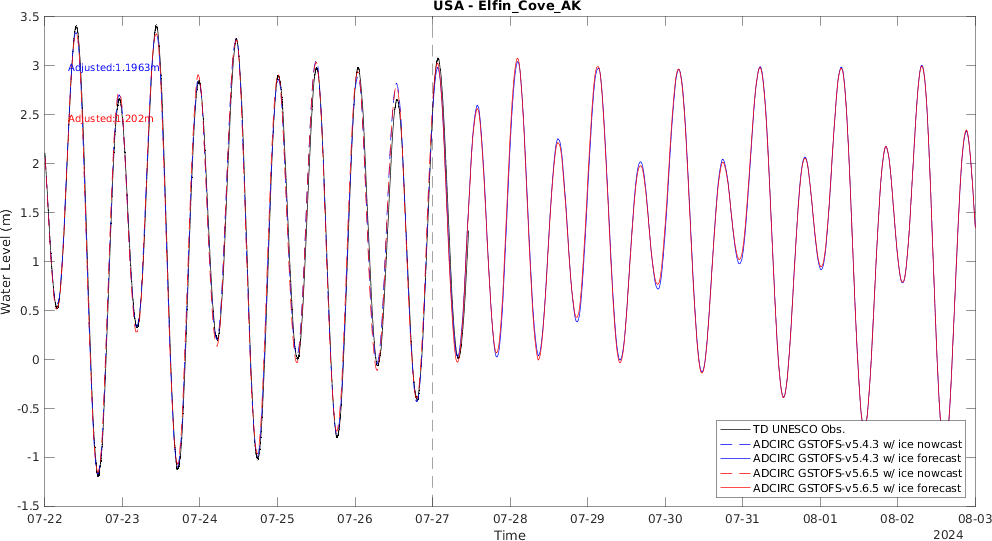 USA - Elfin_Cove_AK
3.5
3
2.5
2
1.5
1
0.5
0
-0.5
-1
-1.5
Water Level (m)
Adjusted:1.1963m
Adjusted:1.202m
TD UNESCO Obs.
ADCIRC GSTOFS-v5.4.3 w/ ice nowcast
ADCIRC GSTOFS-v5.4.3 w/ ice forecast
ADCIRC GSTOFS-v5.6.5 w/ ice nowcast
ADCIRC GSTOFS-v5.6.5 w/ ice forecast
07-22 07-23 07-24 07-25 07-26 07-27 07-28 07-29 07-30 07-31 08-01 08-02 08-03
Time
2024